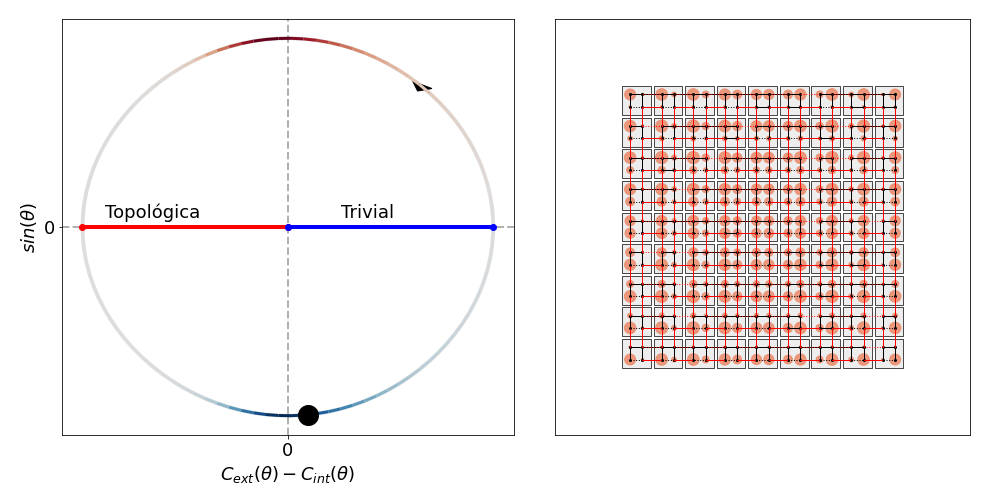 Topológica
Trivial
sin(θ)
0
0
C_ext(θ) − C_int(θ)